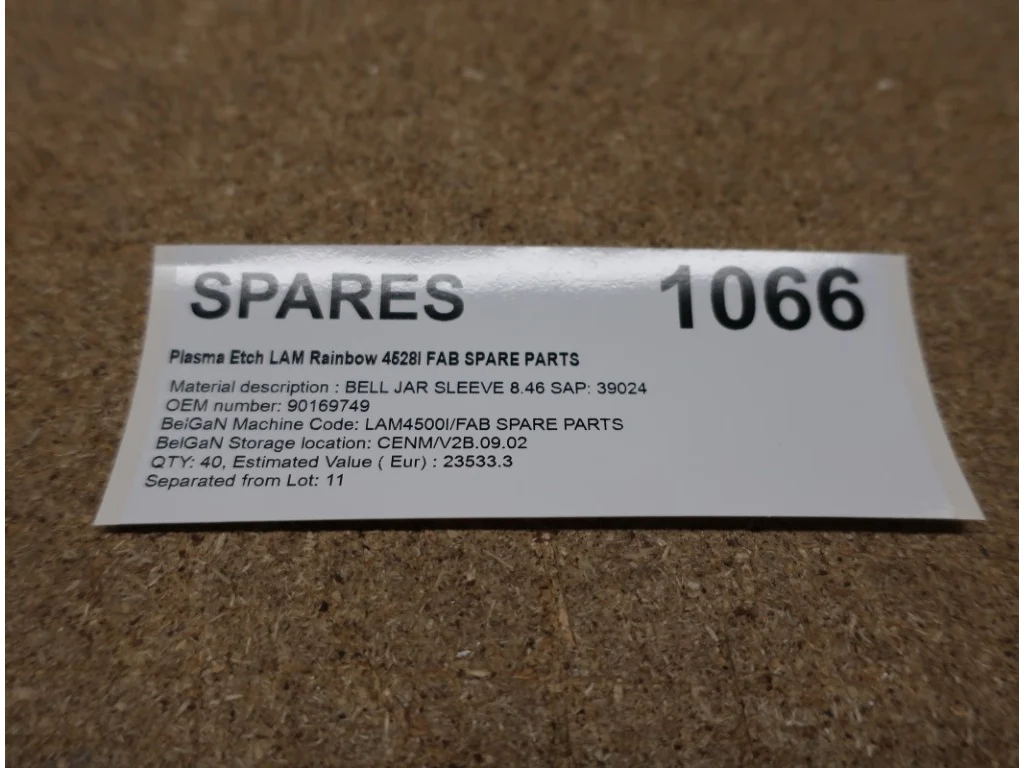 SPARES 1066
Plasma Etch LAM Rainbow 4528I FAB SPARE PARTS
Material description : BELL JAR SLEEVE 8.46 SAP: 39024
OEM number: 90169749
BelGaN Machine Code: LAM4500I/FAB SPARE PARTS
BelGaN Storage location: CENM/V2B.09.02
QTY: 40, Estimated Value ( Eur) : 23533.3
Separated from Lot: 11